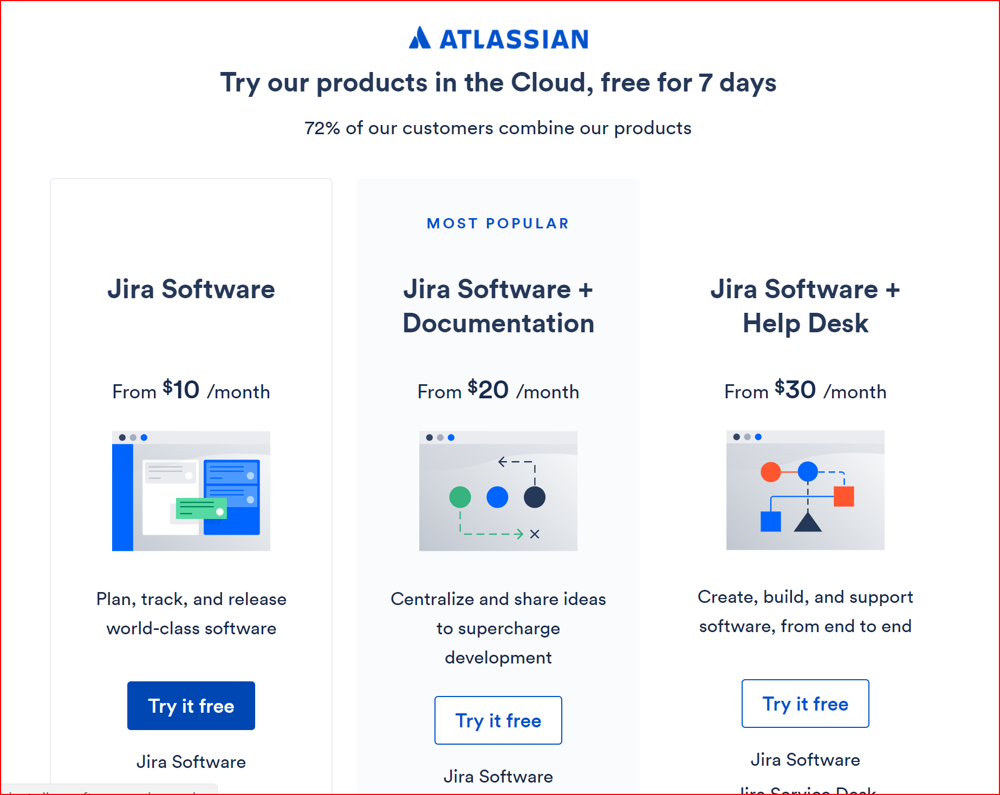 ATLASSIAN
Try our products in the Cloud, free for 7 days
72% of our customers combine our products
Jira Software
From $10 /month
Plan, track, and release
world-class software
Try it free
Jira Software
MOST POPULAR
Jira Software +
Documentation
From $20 /month
Centralize and share ideas
to supercharge
development
Try it free
Jira Software
Jira Software +
Help Desk
From $30 /month
Create, build, and support
software, from end to end
Try it free
Jira Software
Jira Service Desk